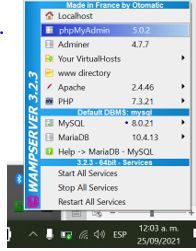 Made in France by Otomatic
Localhost
phpMyAdmin 5.0.2
Adminer 4.7.7
Your VirtualHosts
www directory
Apache 2.4.46
PHP 7.3.21
Default DBMS: mysql
MySQL 8.0.21
MariaDB 10.4.13
Help -> MariaDB - MySQL
3.2.3 - 64bit - Services
Start All Services
Stop All Services
Restart All Services
WAMPSERVER 3.2.3
ESP
12:03 a. m.
25/09/2021